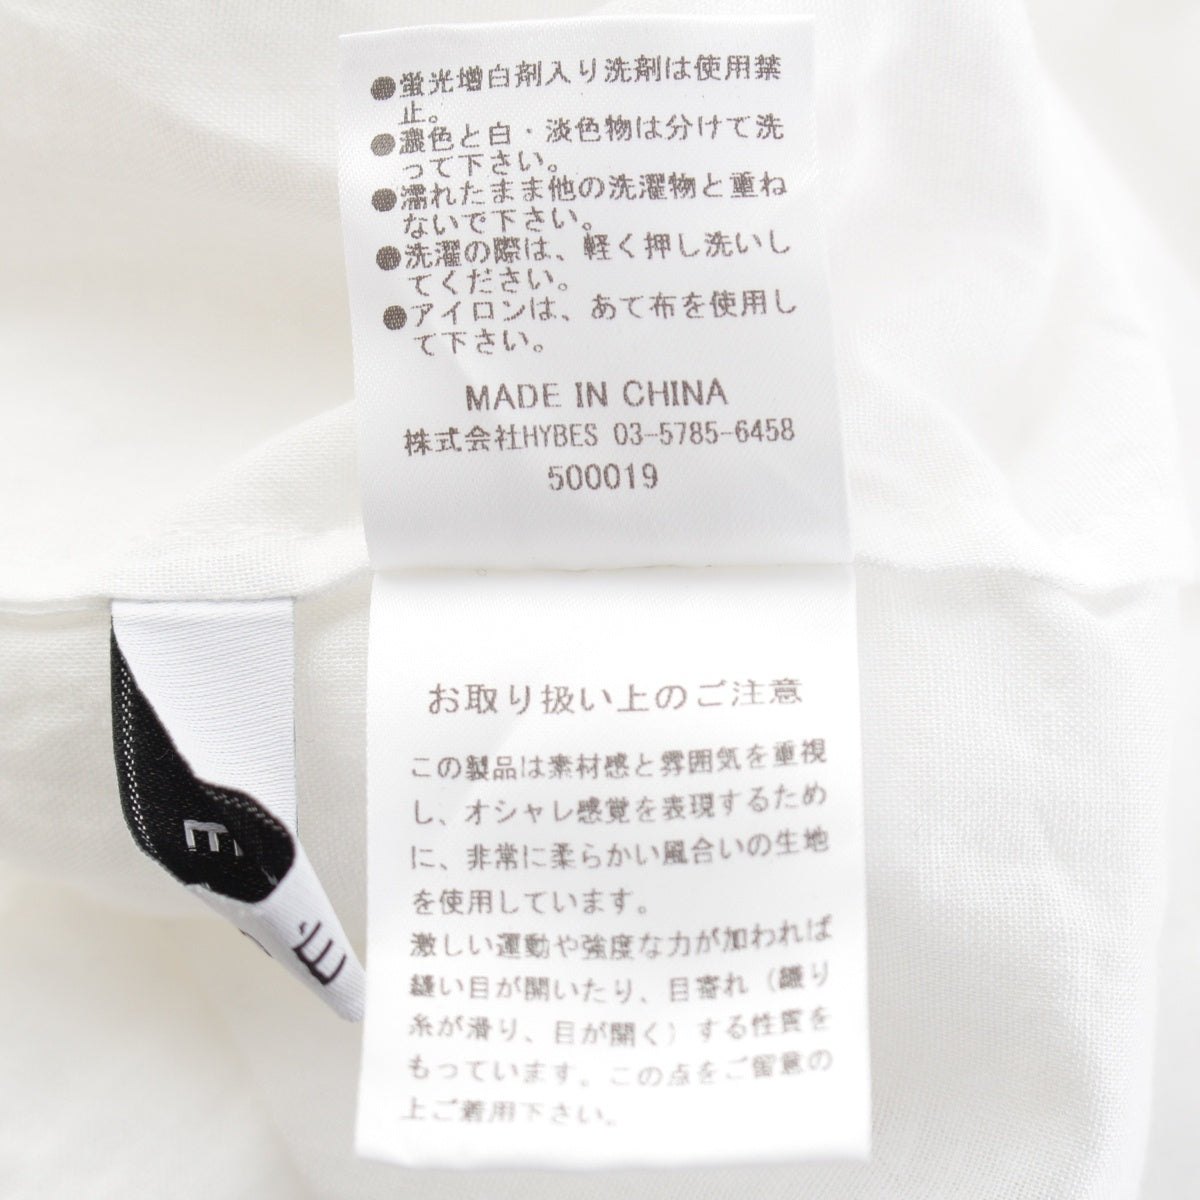 ●蛍光増白剤入り洗剤は使用禁
止。
●濃色と白・淡色物は分けて洗
って下さい。
●濡れたまま他の洗濯物と重ね
ないで下さい。
●洗濯の際は、軽く押し洗いし
てください。
●アイロンは、あて布を使用し
て下さい。
MADE IN CHINA
株式会社HYBES 03-5785-6458
500019
お取り扱い上のご注意
この製品は素材感と雰囲気を重視
し、オシャレ感覚を表現するため
に、非常に柔らかい風合いの生地
を使用しています。
激しい運動や強度な力が加われば
縫い目が開いたり、目寄れ（織り
糸が滑り、目が開く）する性質を
もっています。この点をご留意の
上ご着用下さい。